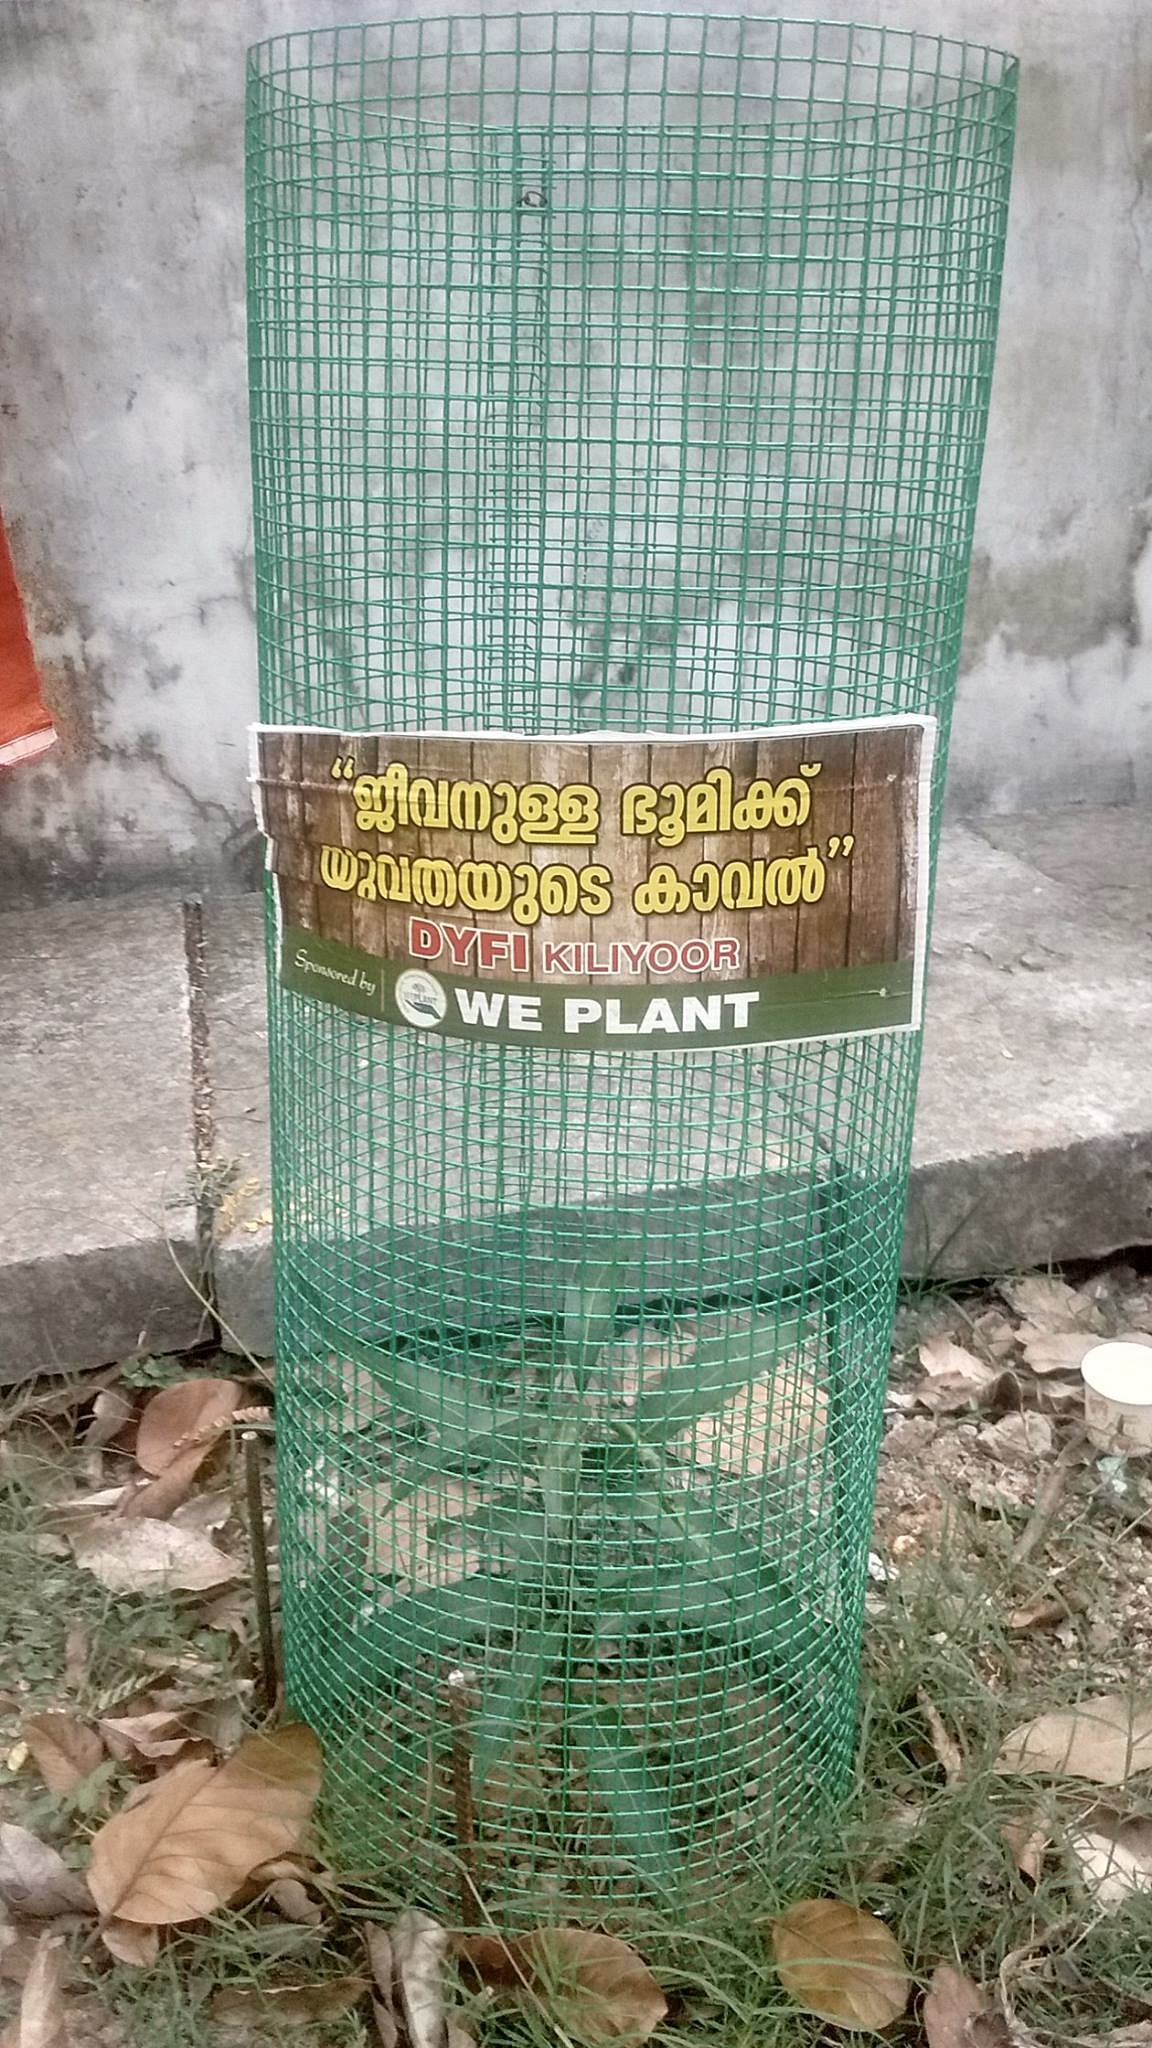 “ജീവനുള്ള ഭൂമിക്ക്
യുവതയുടെ കാവൽ”
DYFI KILIYOOR
Sponsored by WE PLANT